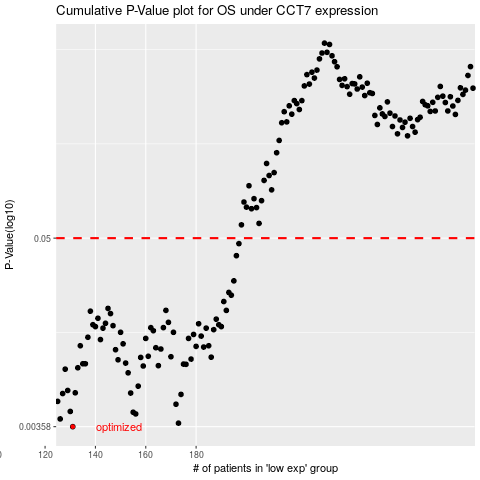 Cumulative P-Value plot for OS under CCT7 expression
P-Value(log10)
0.05
0.00358
optimized
0 120 140 160 180
# of patients in 'low exp' group